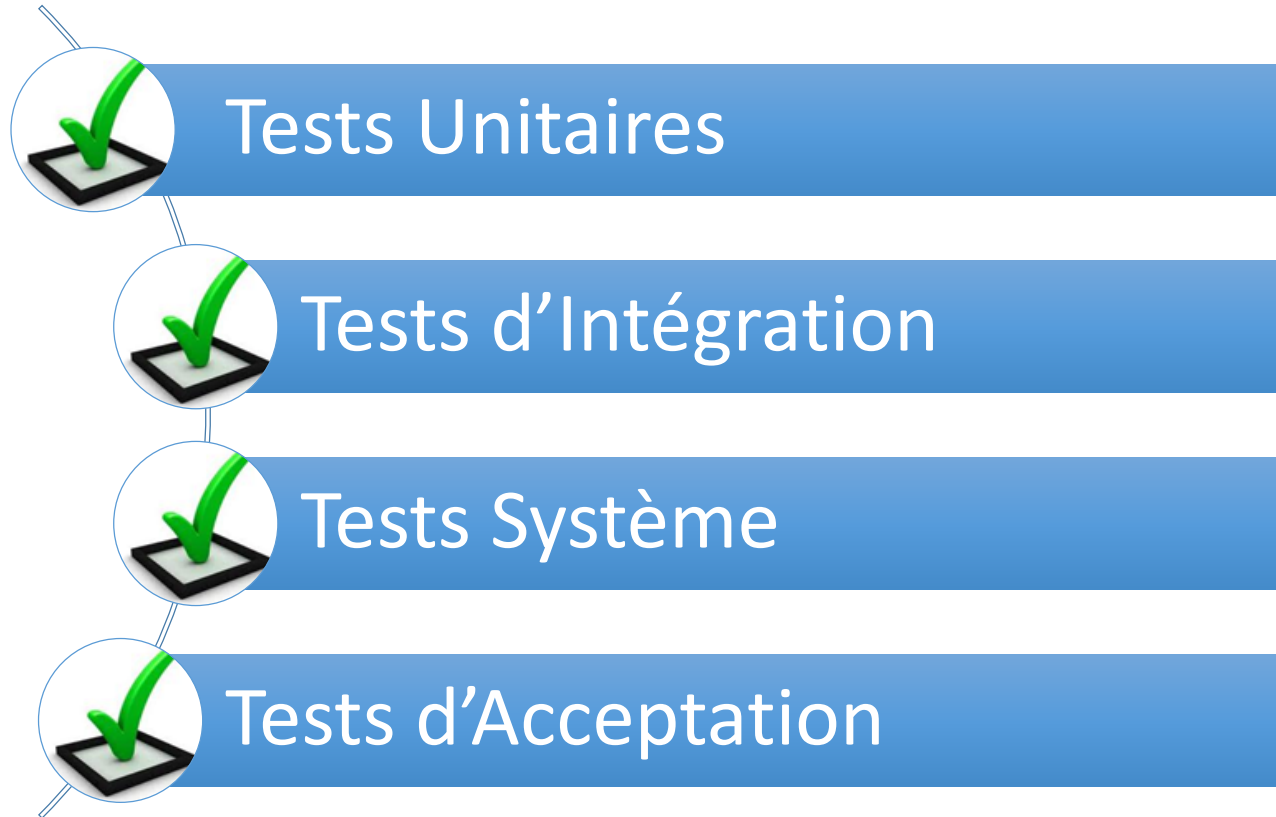 Tests Unitaires
Tests d’Intégration
Tests Système
Tests d’Acceptation